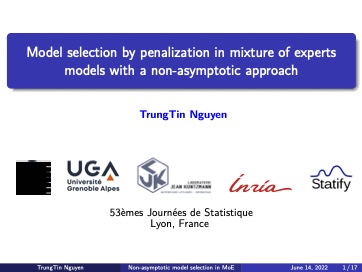 Model selection by penalization in mixture of experts
models with a non-asymptotic approach
TrungTin Nguyen
UGA
Université
Grenoble Alpes
LJK
LABORATOIRE
JEAN KUNTZMANN
Inria
Statify
53èmes Journées de Statistique
Lyon, France
TrungTin Nguyen Non-asymptotic model selection in MoE June 14, 2022 1 / 17